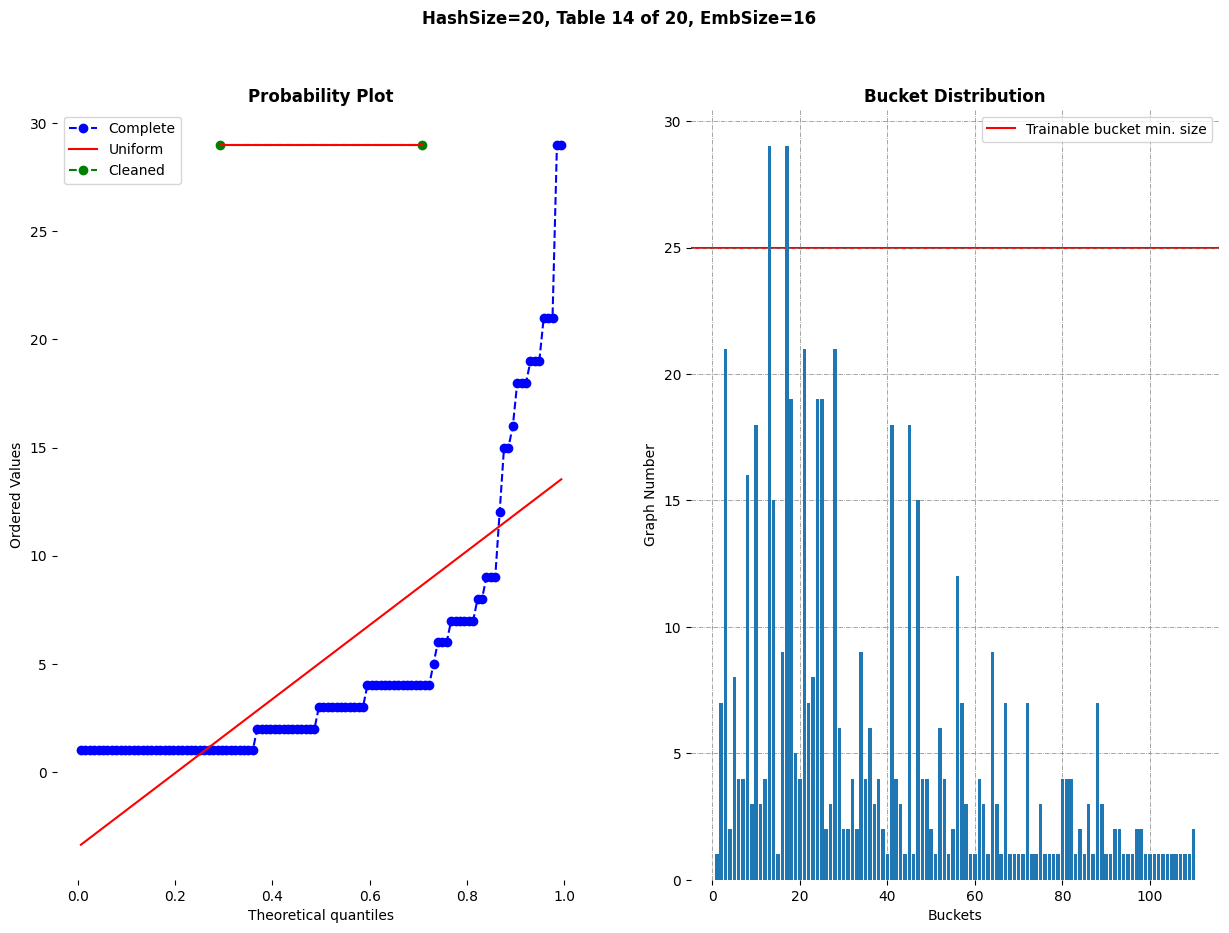 HashSize=20, Table 14 of 20, EmbSize=16
Probability Plot
Complete
Uniform
Cleaned
30
25
20
15
10
5
0
Ordered Values
0.0 0.2 0.4 0.6 0.8 1.0
Theoretical quantiles
Bucket Distribution
Trainable bucket min. size
30
25
20
15
10
5
0
Graph Number
0 20 40 60 80 100
Buckets